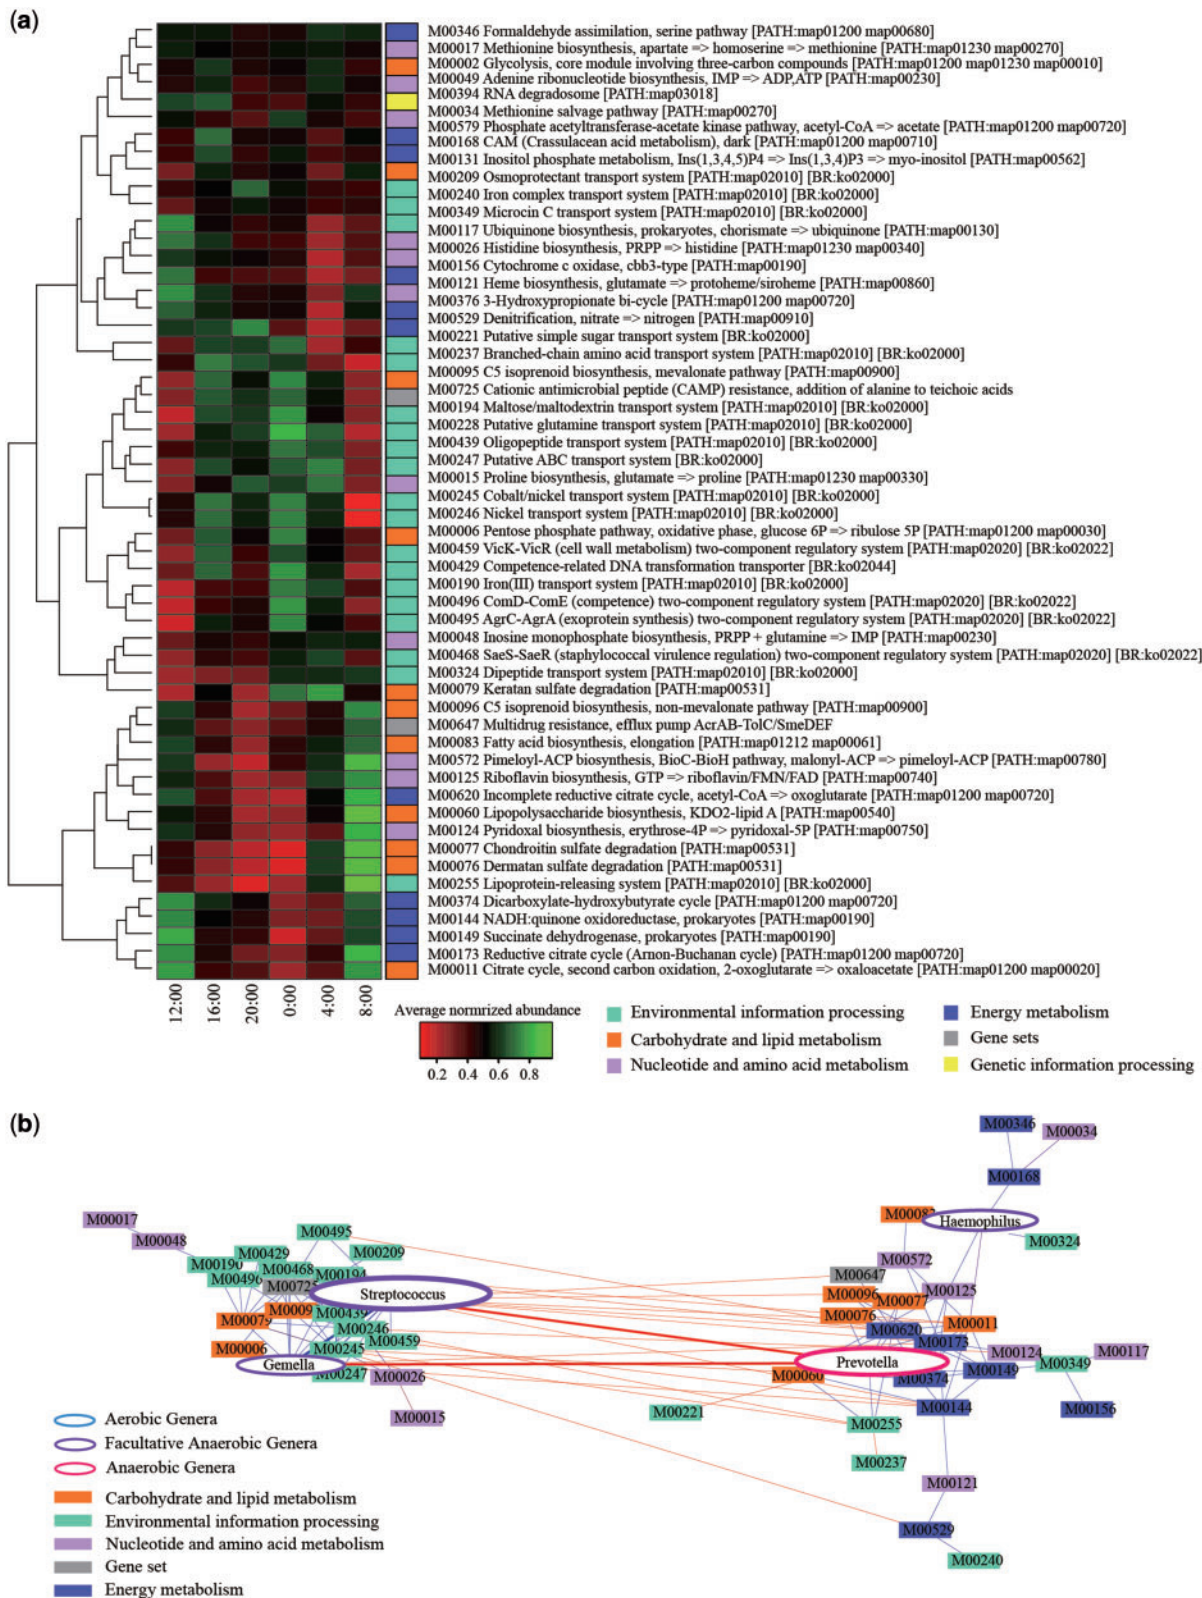 (a)
M00346 Formaldehyde assimilation, serine pathway [PATH:map01200 map00680]
M00017 Methionine biosynthesis, apartate => homoserine => methionine [PATH:map01230 map00270]
M00002 Glycolysis, core module involving three-carbon compounds [PATH:map01200 map01230 map00010]
M00049 Adenine ribonucleotide biosynthesis, IMP => ADP,ATP [PATH:map00230]
M00394 RNA degradosome [PATH:map03018]
M00034 Methionine salvage pathway [PATH:map00270]
M00579 Phosphate acetyltransferase-acetate kinase pathway, acetyl-CoA => acetate [PATH:map01200 map00720]
M00168 CAM (Crassulacean acid metabolism), dark [PATH:map01200 map00710]
M00131 Inositol phosphate metabolism, Ins(1,3,4,5)P4 => Ins(1,3,4)P3 => myo-inositol [PATH:map00562]
M00209 Osmoprotectant transport system [PATH:map02010] [BR:ko02000]
M00240 Iron complex transport system [PATH:map02010] [BR:ko02000]
M00349 Microcin C transport system [PATH:map02010] [BR:ko02000]
M00117 Ubiquinone biosynthesis, prokaryotes, chorismate => ubiquinone [PATH:map00130]
M00026 Histidine biosynthesis, PRPP => histidine [PATH:map01230 map00340]
M00156 Cytochrome c oxidase, cbb3-type [PATH:map00190]
M00121 Heme biosynthesis, glutamate => protoheme/siroheme [PATH:map00860]
M00376 3-Hydroxypropionate bi-cycle [PATH:map01200 map00720]
M00529 Denitrification, nitrate => nitrogen [PATH:map00910]
M00221 Putative simple sugar transport system [BR:ko02000]
M00237 Branched-chain amino acid transport system [PATH:map02010] [BR:ko02000]
M00095 C5 isoprenoid biosynthesis, mevalonate pathway [PATH:map00900]
M00725 Cationic antimicrobial peptide (CAMP) resistance, addition of alanine to teichoic acids
M00194 Maltose/maltodextrin transport system [PATH:map02010] [BR:ko02000]
M00228 Putative glutamine transport system [PATH:map02010] [BR:ko02000]
M00439 Oligopeptide transport system [PATH:map02010] [BR:ko02000]
M00247 Putative ABC transport system [BR:ko02000]
M00015 Proline biosynthesis, glutamate => proline [PATH:map01230 map00330]
M00245 Cobalt/nickel transport system [PATH:map02010] [BR:ko02000]
M00246 Nickel transport system [PATH:map02010] [BR:ko02000]
M00006 Pentose phosphate pathway, oxidative phase, glucose 6P => ribulose 5P [PATH:map01200 map00030]
M00459 VicK-VicR (cell wall metabolism) two-component regulatory system [PATH:map02020] [BR:ko02022]
M00429 Competence-related DNA transformation transporter [BR:ko02044]
M00190 Iron(III) transport system [PATH:map02010] [BR:ko02000]
M00496 ComD-ComE (competence) two-component regulatory system [PATH:map02020] [BR:ko02022]
M00495 AgrC-AgrA (exoprotein synthesis) two-component regulatory system [PATH:map02020] [BR:ko02022]
M00048 Inosine monophosphate biosynthesis, PRPP + glutamine => IMP [PATH:map00230]
M00468 SaeS-SaeR (staphylococcal virulence regulation) two-component regulatory system [PATH:map02020] [BR:ko02022]
M00324 Dipeptide transport system [PATH:map02010] [BR:ko02000]
M00079 Keratan sulfate degradation [PATH:map00531]
M00096 C5 isoprenoid biosynthesis, non-mevalonate pathway [PATH:map00900]
M00647 Multidrug resistance, efflux pump AcrAB-TolC/SmeDEF
M00083 Fatty acid biosynthesis, elongation [PATH:map01212 map00061]
M00572 Pimeloyl-ACP biosynthesis, BioC-BioH pathway, malonyl-ACP => pimeloyl-ACP [PATH:map00780]
M00125 Riboflavin biosynthesis, GTP => riboflavin/FMN/FAD [PATH:map00740]
M00620 Incomplete reductive citrate cycle, acetyl-CoA => oxoglutarate [PATH:map01200 map00720]
M00060 Lipopolysaccharide biosynthesis, KDO2-lipid A [PATH:map00540]
M00124 Pyridoxal biosynthesis, erythrose-4P => pyridoxal-5P [PATH:map00750]
M00077 Chondroitin sulfate degradation [PATH:map00531]
M00076 Dermatan sulfate degradation [PATH:map00531]
M00255 Lipoprotein-releasing system [PATH:map02010] [BR:ko02000]
M00374 Dicarboxylate-hydroxybutyrate cycle [PATH:map01200 map00720]
M00144 NADH:quinone oxidoreductase, prokaryotes [PATH:map00190]
M00149 Succinate dehydrogenase, prokaryotes [PATH:map00190]
M00173 Reductive citrate cycle (Arnon-Buchanan cycle) [PATH:map01200 map00720]
M00011 Citrate cycle, second carbon oxidation, 2-oxoglutarate => oxaloacetate [PATH:map01200 map00020]
12:00 16:00 20:00 0:00 4:00 8:00
Average normrized abundance
0.2 0.4 0.6 0.8
Environmental information processing
Carbohydrate and lipid metabolism
Nucleotide and amino acid metabolism
Energy metabolism
Gene sets
Genetic information processing
(b)
M00017
M00048
M00495
M00429
M00209
M00190
M00468
M00496
M00194
M00725
Streptococcus
M0009
M00439
M00079
M00246
M00459
M00006
M00245
Gemella
M00247
M00026
M00015
M00346
M00034
M00168
M0008
Haemophilus
M00324
M00572
M00647
M00125
M00096
M00077
M00076
M00011
M00620
M00173
M00124
M00117
Prevotella
M00349
M00149
M00060
M00374
M00144
M00156
M00221
M00255
M00237
M00121
M00529
M00240
Aerobic Genera
Facultative Anaerobic Genera
Anaerobic Genera
Carbohydrate and lipid metabolism
Environmental information processing
Nucleotide and amino acid metabolism
Gene set
Energy metabolism